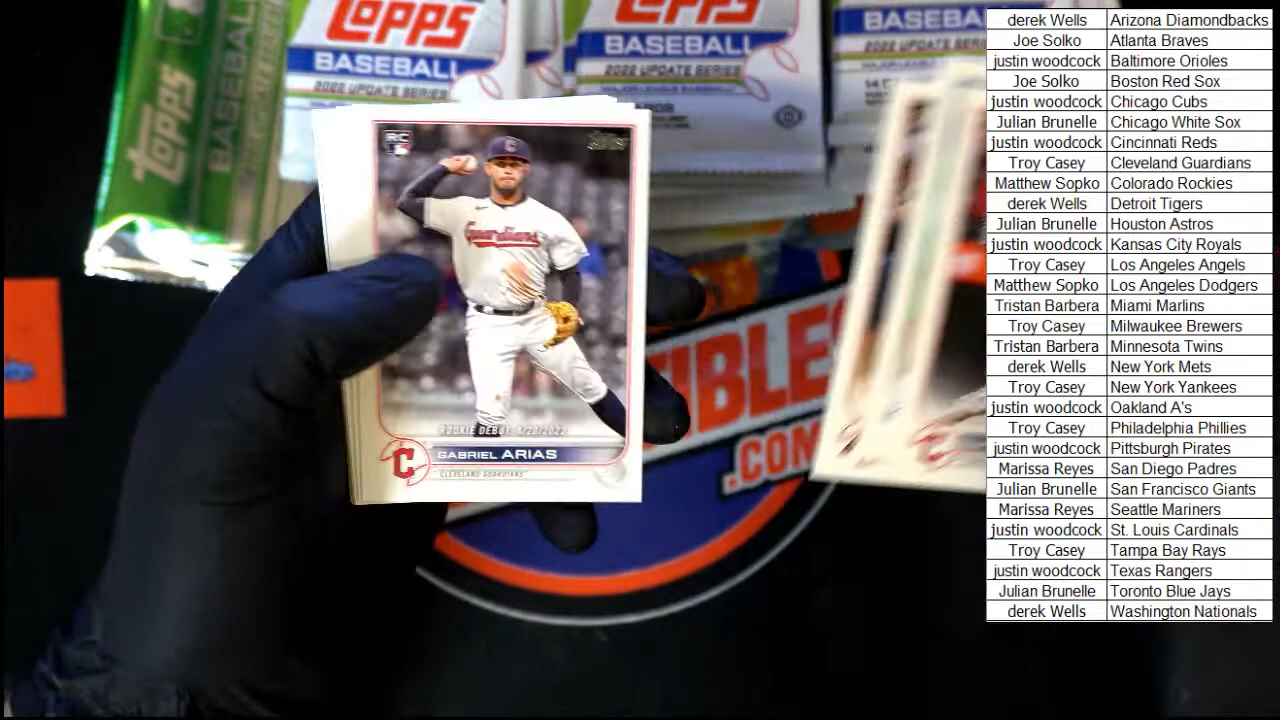 TOPPS
BASEBALL
TOPPS
BASEBALL
2022 UPDATE SERIES
TOPPS
BASEBALL
2022 UPDATE SERIES
BASEBALL
2022 UPDATE SERIES
RC
Topps
Guardians
ROOKIE DEBUT: 4/20/2022
C
GABRIEL ARIAS
CLEVELAND GUARDIANS
TIBLES
.COM
derek Wells Arizona Diamondbacks
Joe Solko Atlanta Braves
justin woodcock Baltimore Orioles
Joe Solko Boston Red Sox
justin woodcock Chicago Cubs
Julian Brunelle Chicago White Sox
justin woodcock Cincinnati Reds
Troy Casey Cleveland Guardians
Matthew Sopko Colorado Rockies
derek Wells Detroit Tigers
Julian Brunelle Houston Astros
justin woodcock Kansas City Royals
Troy Casey Los Angeles Angels
Matthew Sopko Los Angeles Dodgers
Tristan Barbera Miami Marlins
Troy Casey Milwaukee Brewers
Tristan Barbera Minnesota Twins
derek Wells New York Mets
Troy Casey New York Yankees
justin woodcock Oakland A's
Troy Casey Philadelphia Phillies
justin woodcock Pittsburgh Pirates
Marissa Reyes San Diego Padres
Julian Brunelle San Francisco Giants
Marissa Reyes Seattle Mariners
justin woodcock St. Louis Cardinals
Troy Casey Tampa Bay Rays
justin woodcock Texas Rangers
Julian Brunelle Toronto Blue Jays
derek Wells Washington Nationals